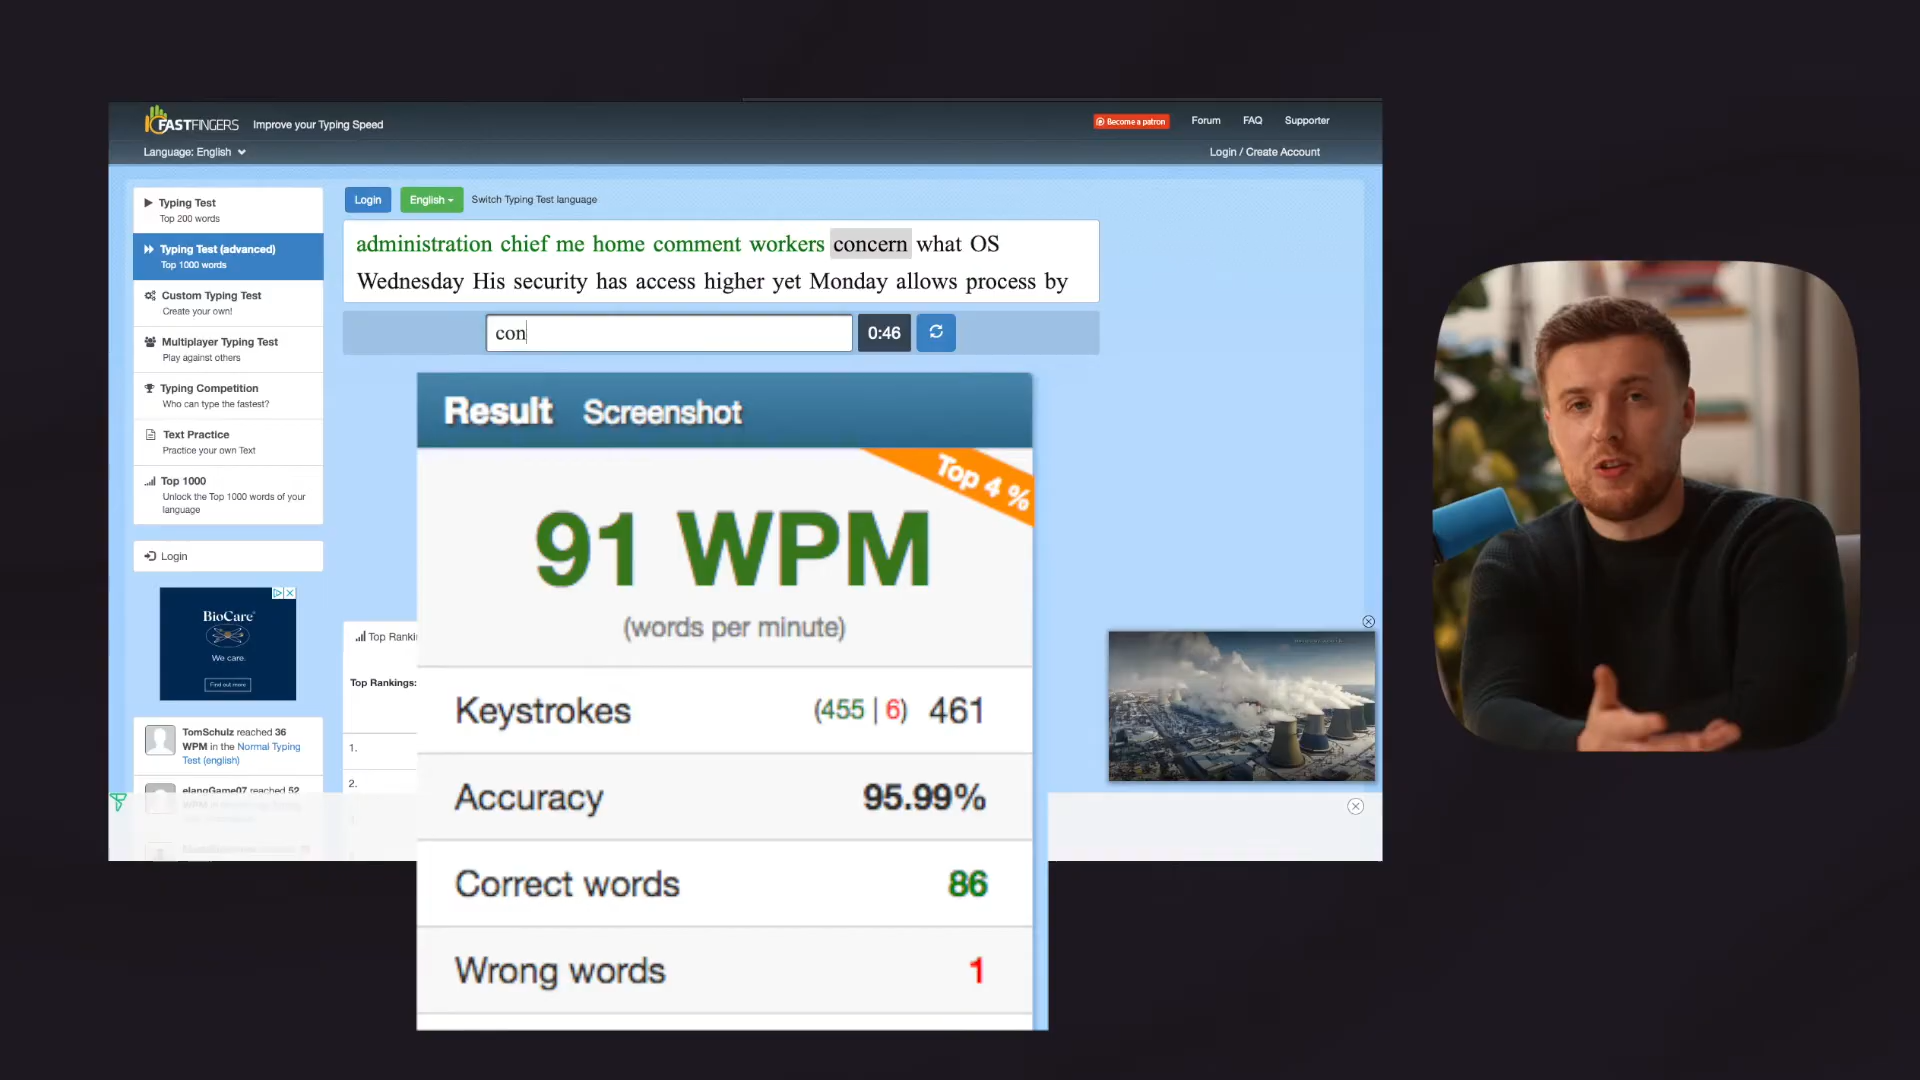 FASTFINGERS
Improve your Typing Speed
Become a patron
Forum
FAQ
Supporter
Language: English
Login / Create Account
Typing Test
Top 200 words
Typing Test (advanced)
Top 1000 words
Custom Typing Test
Create your own!
Multiplayer Typing Test
Play against others
Typing Competition
Who can type the fastest?
Text Practice
Practice your own Text
Top 1000
Unlock the Top 1000 words of your
language
Login
BioCare
We care.
Find out more
TomSchulz reached 36
WPM in the Normal Typing
Test (english)
elangGame07 reached 52
Login
English
Switch Typing Test language
administration chief me home comment workers concern what OS
Wednesday His security has access higher yet Monday allows process by
con
0:46
Top Ranki
Top Rankings:
1.
2.
Result Screenshot
Top 4 %
91 WPM
(words per minute)
Keystrokes (455 | 6) 461
Accuracy 95.99%
Correct words 86
Wrong words 1